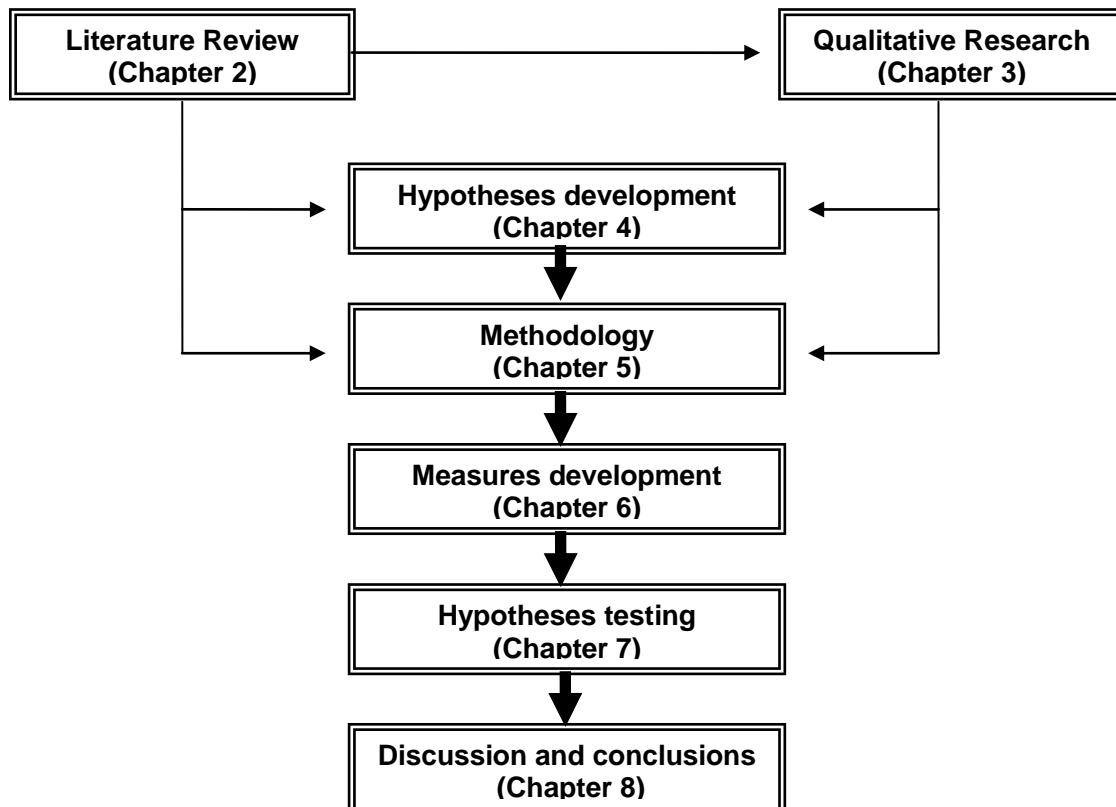 Literature Review
(Chapter 2)
Qualitative Research
(Chapter 3)
Hypotheses development
(Chapter 4)
Methodology
(Chapter 5)
Measures development
(Chapter 6)
Hypotheses testing
(Chapter 7)
Discussion and conclusions
(Chapter 8)